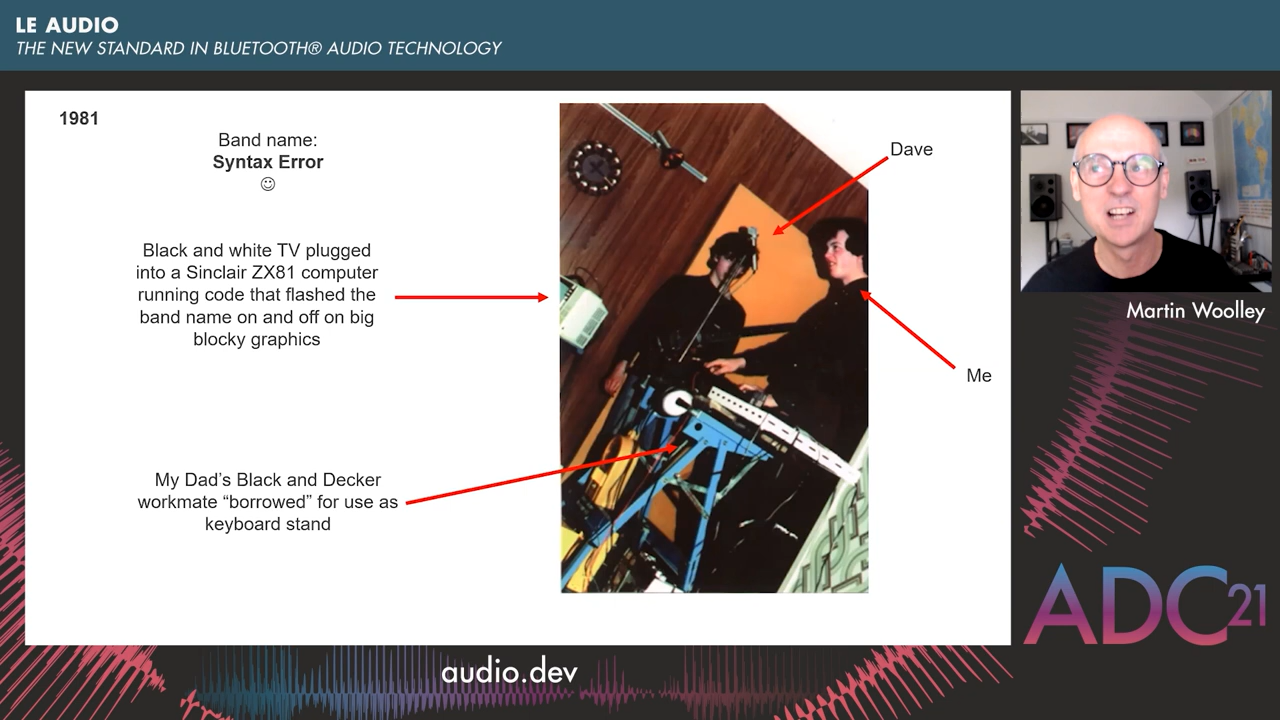 LE AUDIO
THE NEW STANDARD IN BLUETOOTH® AUDIO TECHNOLOGY
1981
Band name:
Syntax Error
☺
Black and white TV plugged
into a Sinclair ZX81 computer
running code that flashed the
band name on and off on big
blocky graphics
My Dad’s Black and Decker
workmate “borrowed” for use as
keyboard stand
Dave
Me
Martin Woolley
ADC21
audio.dev